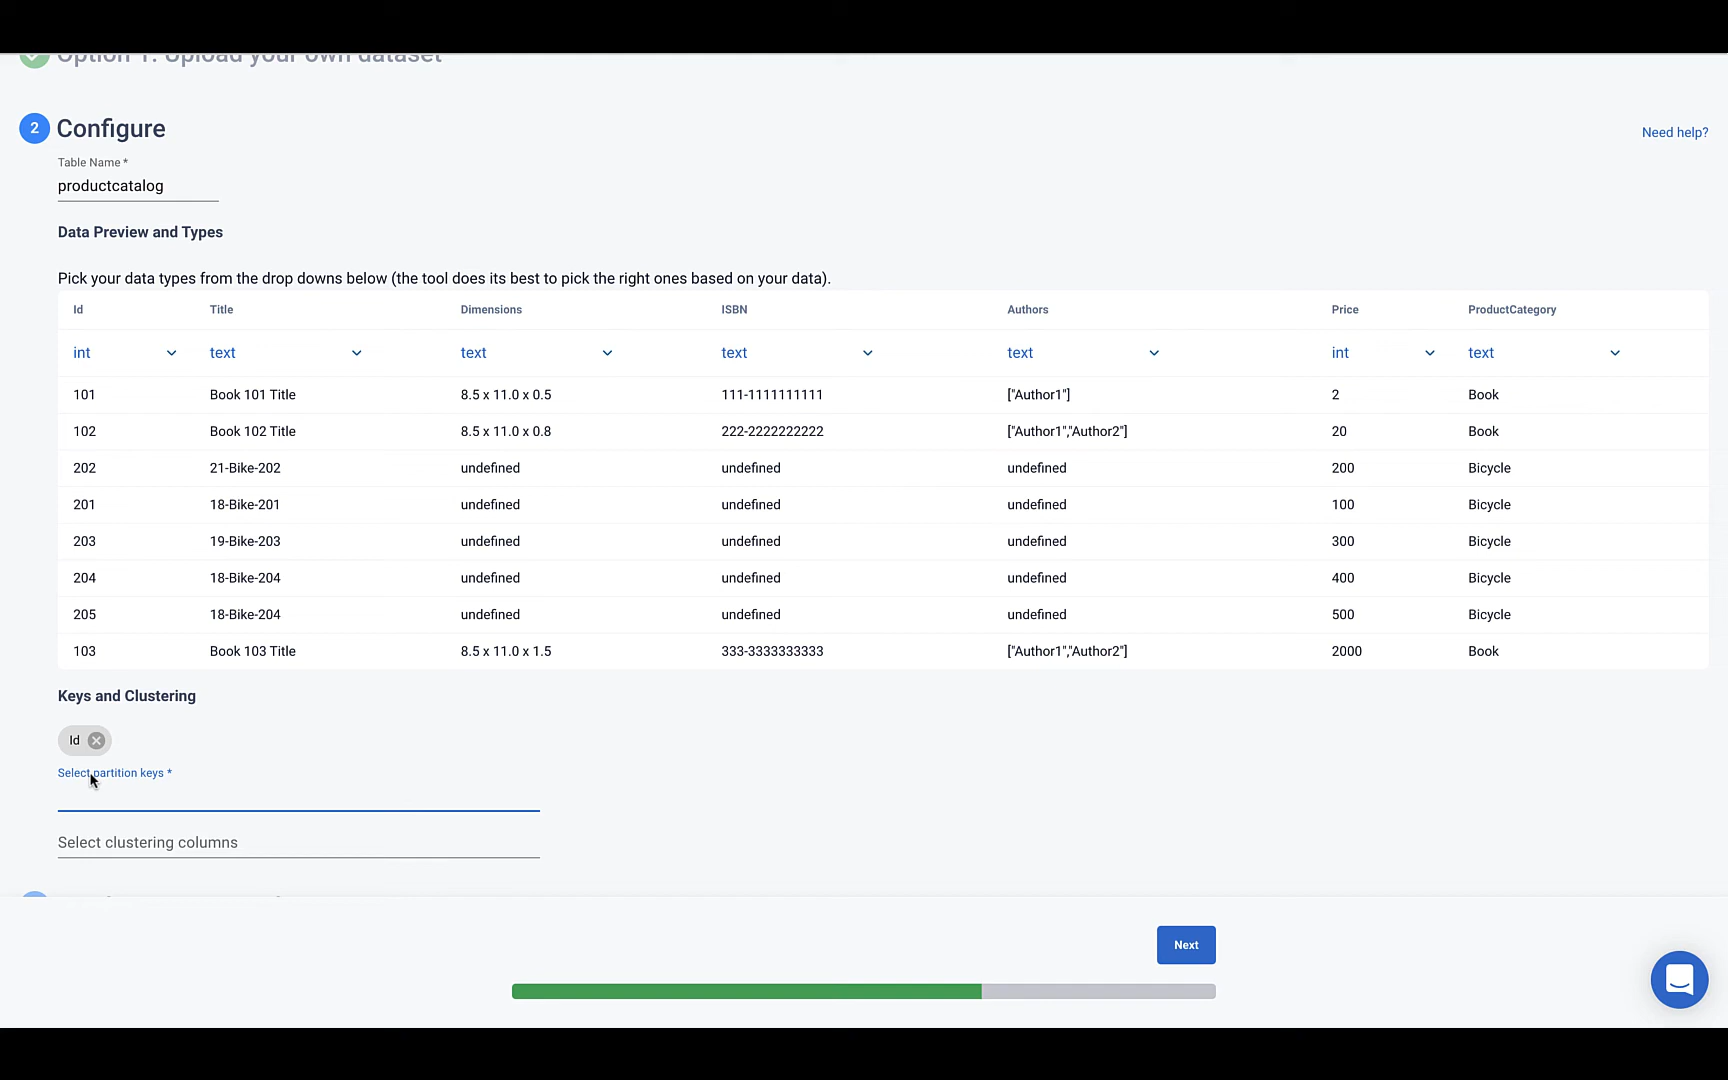 Option 1: Upload your own dataset
2 Configure
Need help?
Table Name *
productcatalog
Data Preview and Types
Pick your data types from the drop downs below (the tool does its best to pick the right ones based on your data).
Id Title Dimensions ISBN Authors Price ProductCategory
int text text text text int text
101 Book 101 Title 8.5 x 11.0 x 0.5 111-1111111111 ["Author1"] 2 Book
102 Book 102 Title 8.5 x 11.0 x 0.8 222-2222222222 ["Author1","Author2"] 20 Book
202 21-Bike-202 undefined undefined undefined 200 Bicycle
201 18-Bike-201 undefined undefined undefined 100 Bicycle
203 19-Bike-203 undefined undefined undefined 300 Bicycle
204 18-Bike-204 undefined undefined undefined 400 Bicycle
205 18-Bike-204 undefined undefined undefined 500 Bicycle
103 Book 103 Title 8.5 x 11.0 x 1.5 333-3333333333 ["Author1","Author2"] 2000 Book
Keys and Clustering
Id
Select partition keys *
Select clustering columns
Next